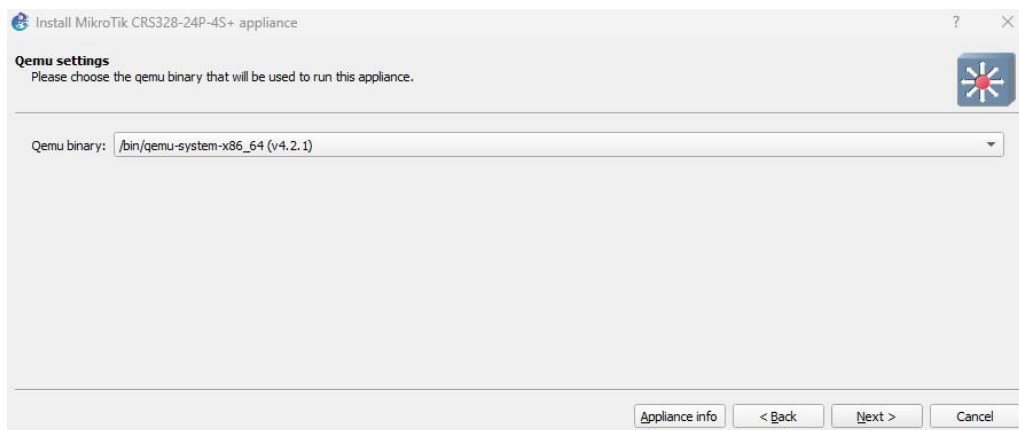 Install MikroTik CRS328-24P-4S+ appliance
?
Qemu settings
Please choose the qemu binary that will be used to run this appliance.
Qemu binary: /bin/qemu-system-x86_64 (v4.2.1)
Appliance info < Back Next > Cancel